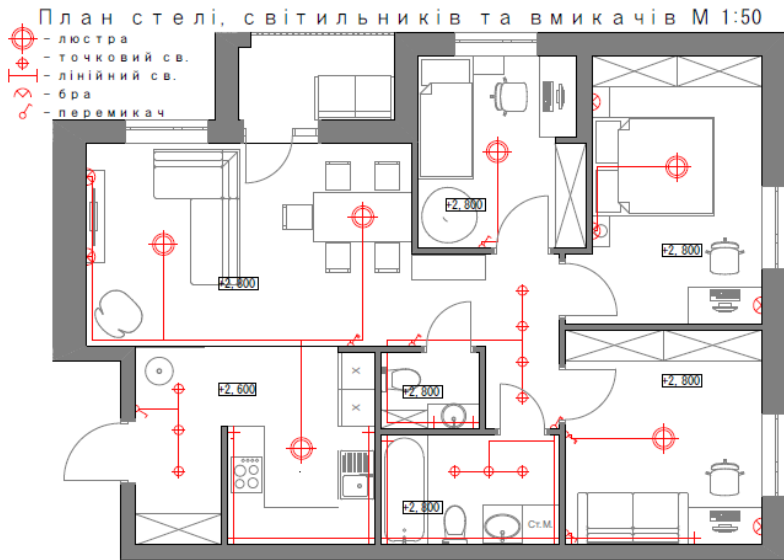 План стелі, світильників та вмикачів М 1:50
- люстра
- точковий св.
- лінійний св.
- бра
- перемикач
+2,800
+2,800
+2,800
+2,600
+2,800
+2,800
+2,800
Ст.М.